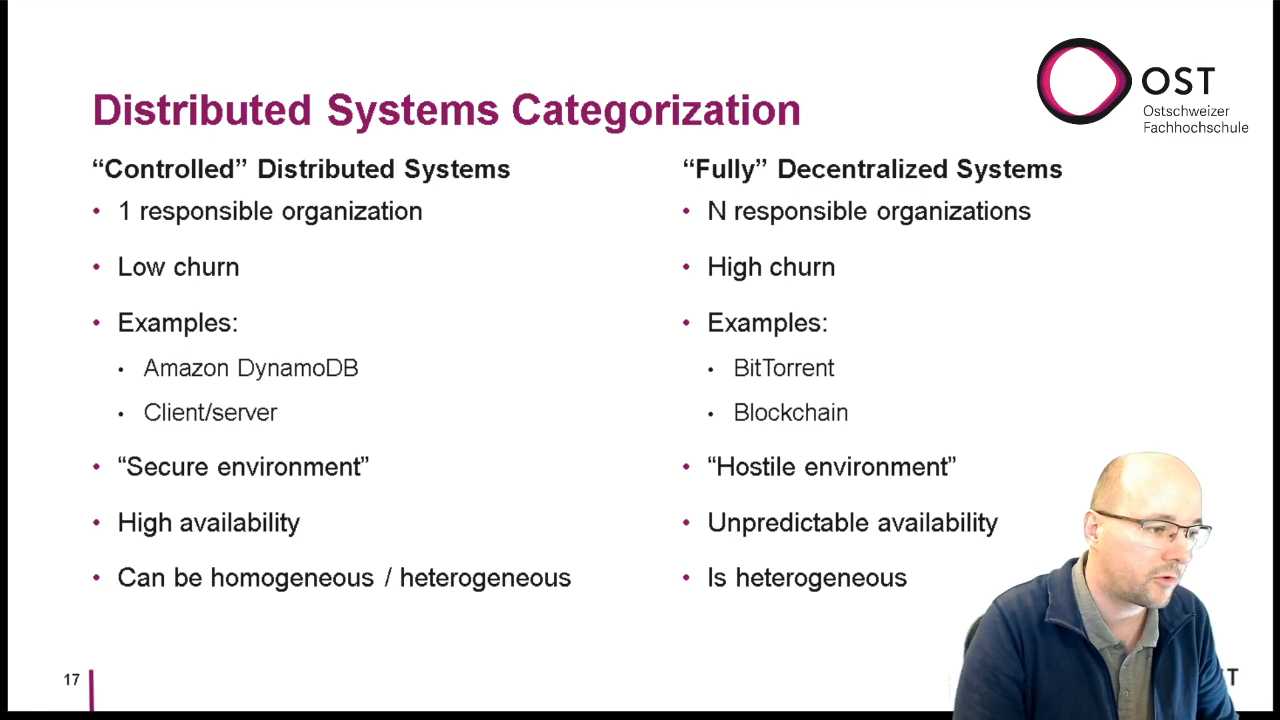 OST
Ostschweizer
Fachhochschule
Distributed Systems Categorization
“Controlled” Distributed Systems
• 1 responsible organization
• Low churn
• Examples:
• Amazon DynamoDB
• Client/server
• “Secure environment”
• High availability
• Can be homogeneous / heterogeneous
“Fully” Decentralized Systems
• N responsible organizations
• High churn
• Examples:
• BitTorrent
• Blockchain
• “Hostile environment”
• Unpredictable availability
• Is heterogeneous
17